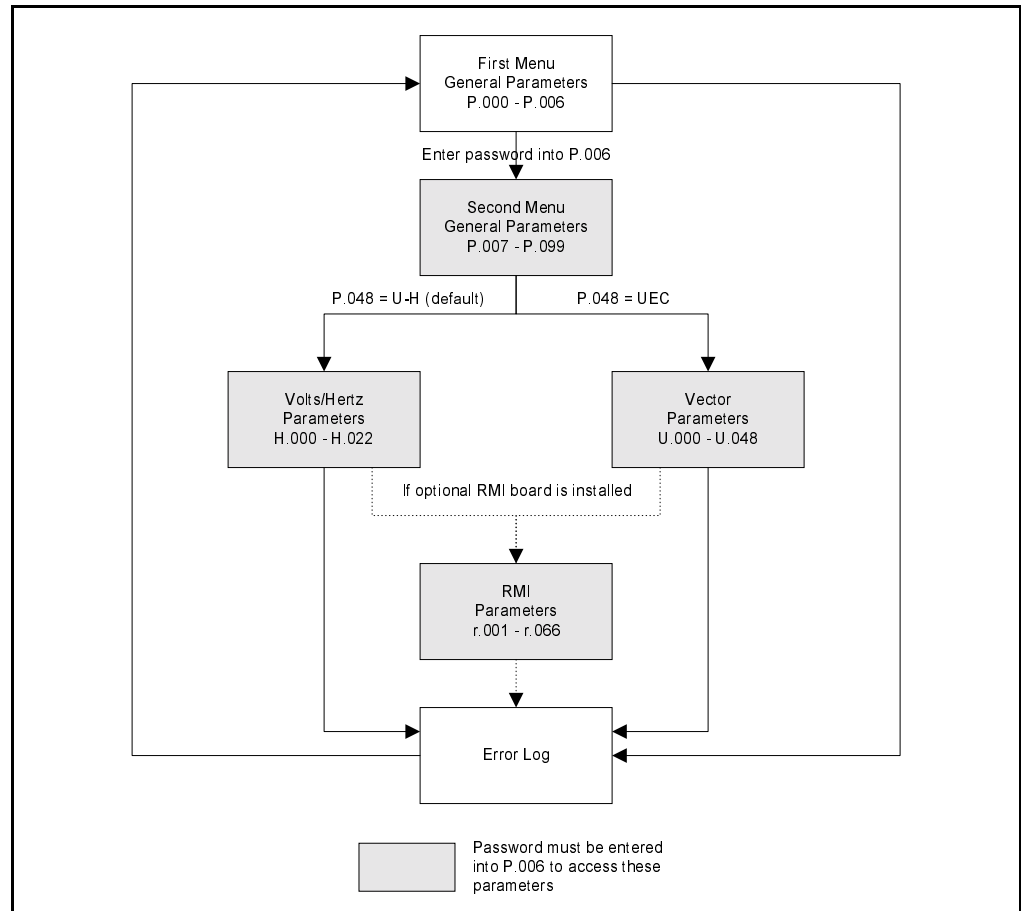 First Menu
General Parameters
P.000 - P.006
Enter password into P.006
Second Menu
General Parameters
P.007 - P.099
P.048 = U-H (default)
P.048 = UEC
Volts/Hertz
Parameters
H.000 - H.022
Vector
Parameters
U.000 - U.048
If optional RMI board is installed
RMI
Parameters
r.001 - r.066
Error Log
Password must be entered
into P.006 to access these
parameters